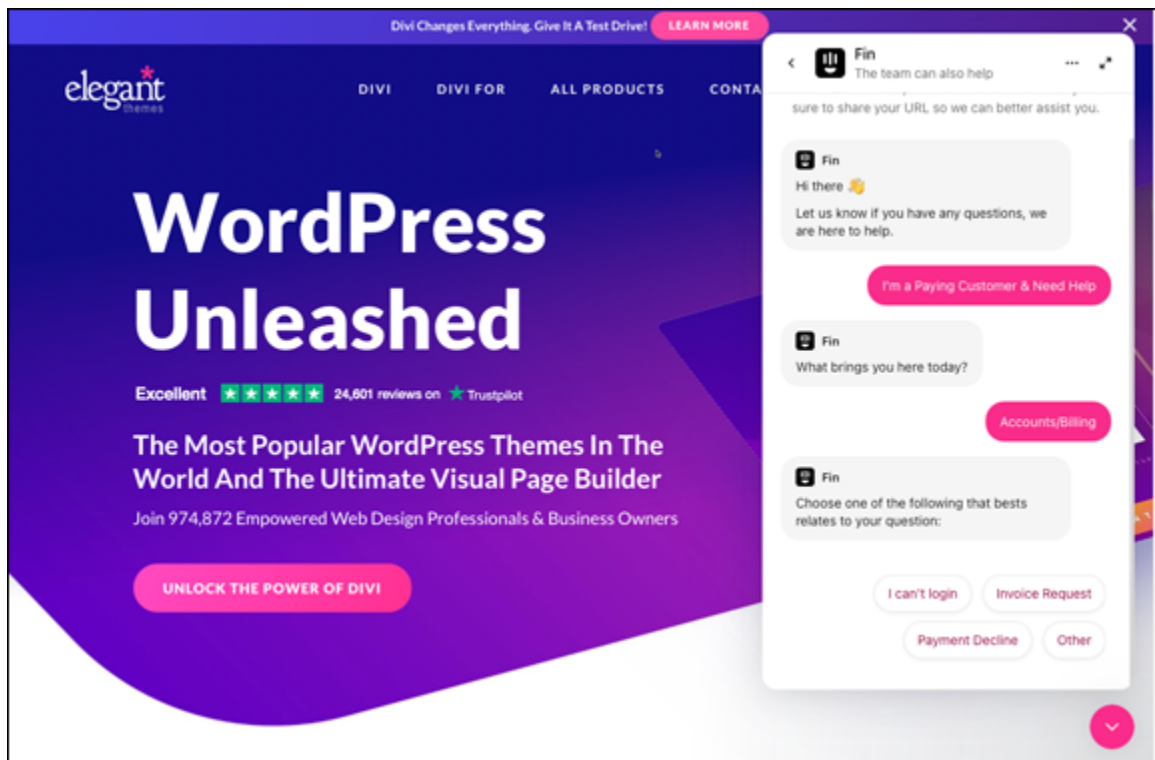 Divi Changes Everything. Give It A Test Drive! LEARN MORE
elegant
themes
DIVI DIVI FOR ALL PRODUCTS CONTA
WordPress
Unleashed
Excellent 24,601 reviews on Trustpilot
The Most Popular WordPress Themes In The
World And The Ultimate Visual Page Builder
Join 974,872 Empowered Web Design Professionals & Business Owners
UNLOCK THE POWER OF DIVI
Fin
The team can also help
sure to share your URL so we can better assist you.
Fin
Hi there 👋
Let us know if you have any questions, we
are here to help.
I'm a Paying Customer & Need Help
Fin
What brings you here today?
Accounts/Billing
Fin
Choose one of the following that bests
relates to your question:
I can't login Invoice Request
Payment Decline Other